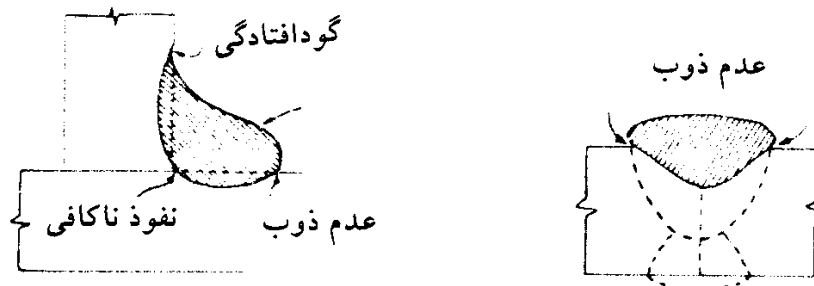 گودافتادگی
عدم ذوب
نفوذ ناکافی
عدم ذوب